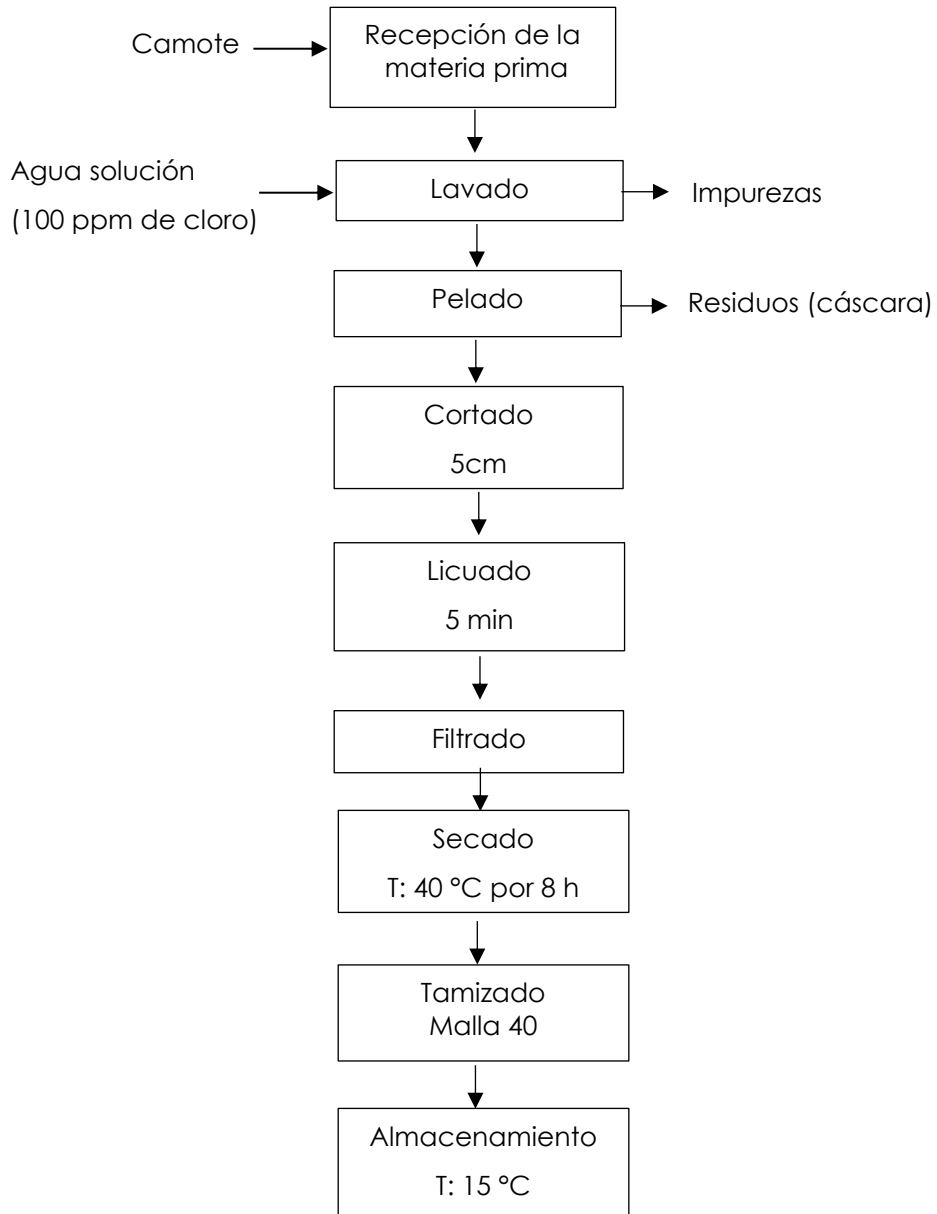 Camote
Recepción de la
materia prima
Agua solución
(100 ppm de cloro)
Lavado
Impurezas
Pelado
Residuos (cáscara)
Cortado
5cm
Licuado
5 min
Filtrado
Secado
T: 40 °C por 8 h
Tamizado
Malla 40
Almacenamiento
T: 15 °C